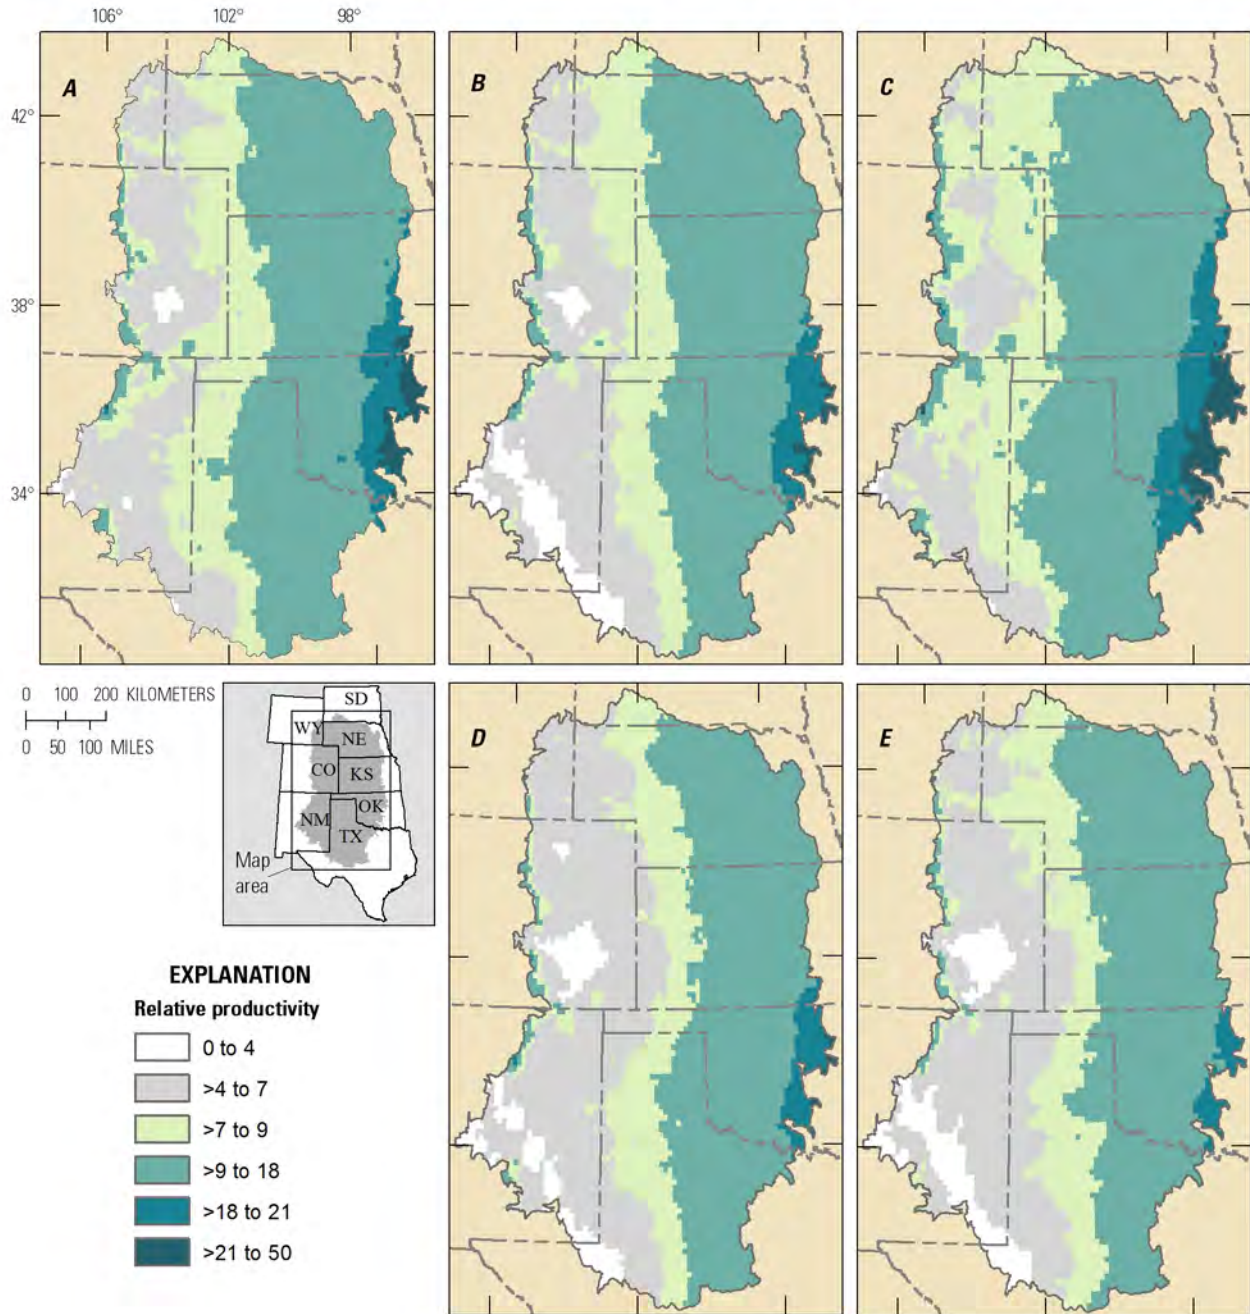 106° 102° 98°
A B C
42°
38°
34°
0 100 200 KILOMETERS
0 50 100 MILES
SD
WY
NE
CO KS
OK
NM
TX
Map
area
D E
EXPLANATION
Relative productivity
0 to 4
>4 to 7
>7 to 9
>9 to 18
>18 to 21
>21 to 50